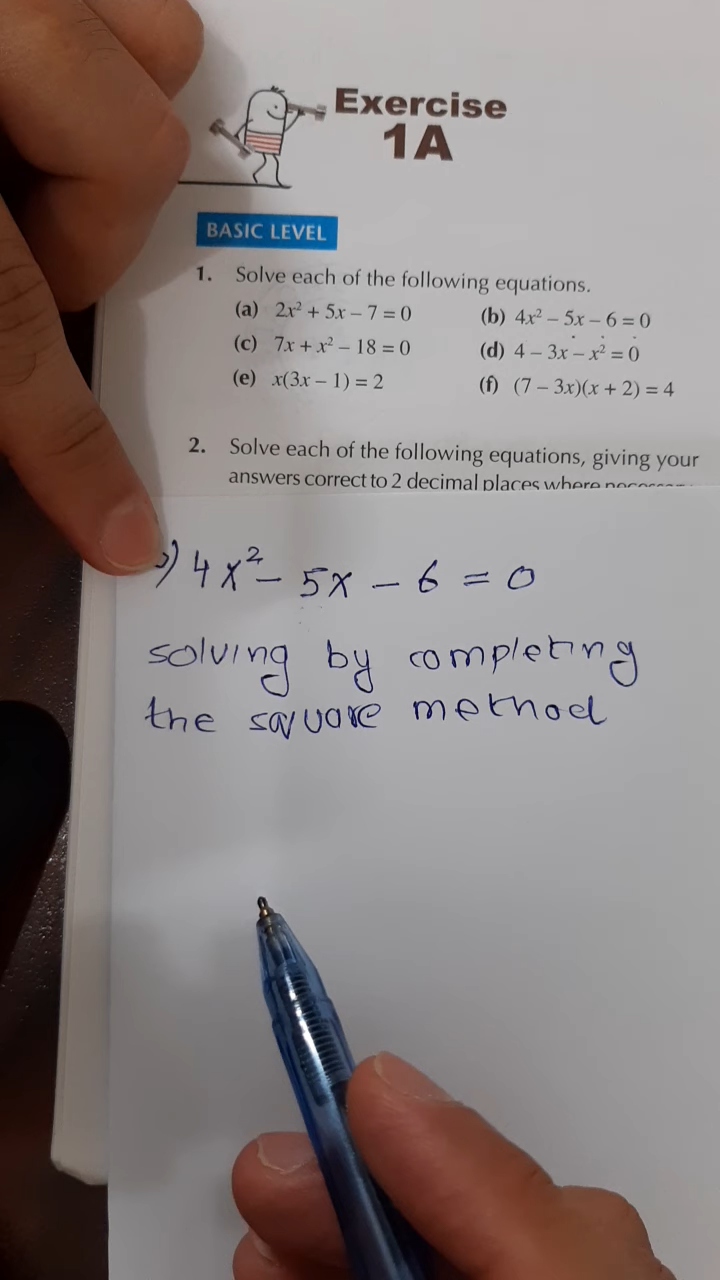 Exercise
1A
BASIC LEVEL
1. Solve each of the following equations.
(a) 2x² + 5x – 7 = 0 (b) 4x² – 5x – 6 = 0
(c) 7x + x² – 18 = 0 (d) 4 – 3x – x² = 0
(e) x(3x – 1) = 2 (f) (7 – 3x)(x + 2) = 4
2. Solve each of the following equations, giving your
answers correct to 2 decimal places where
) 4x² – 5x – 6 = 0
solving by completing
the square method